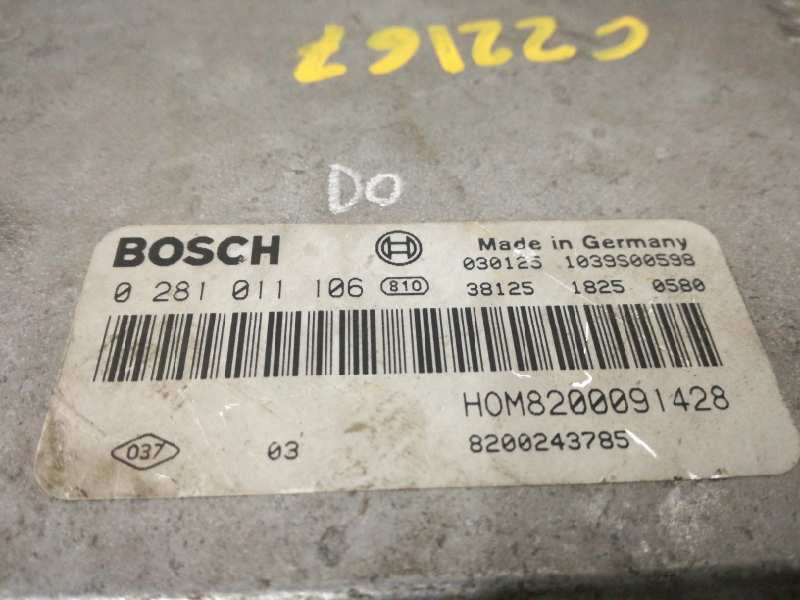 C22167
DO
BOSCH
Made in Germany
030125 1039S00598
0 281 011 106 810
38125 1825 0580
HOM8200091428
037 03
8200243785